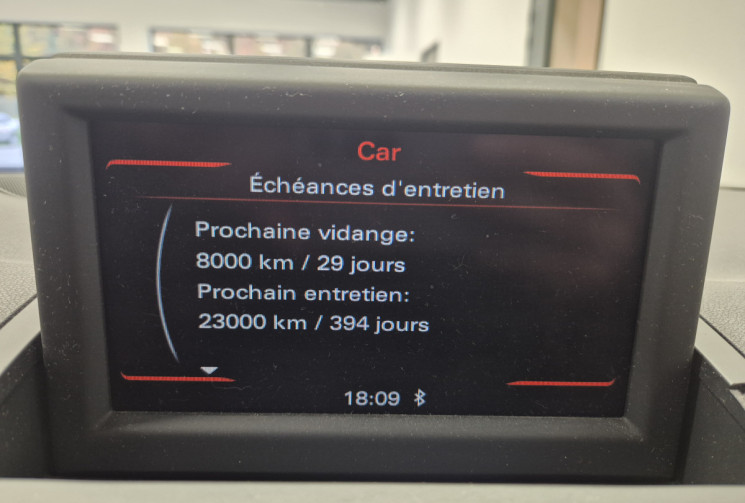 Car
Échéances d'entretien
Prochaine vidange:
8000 km / 29 jours
Prochain entretien:
23000 km / 394 jours
18:09